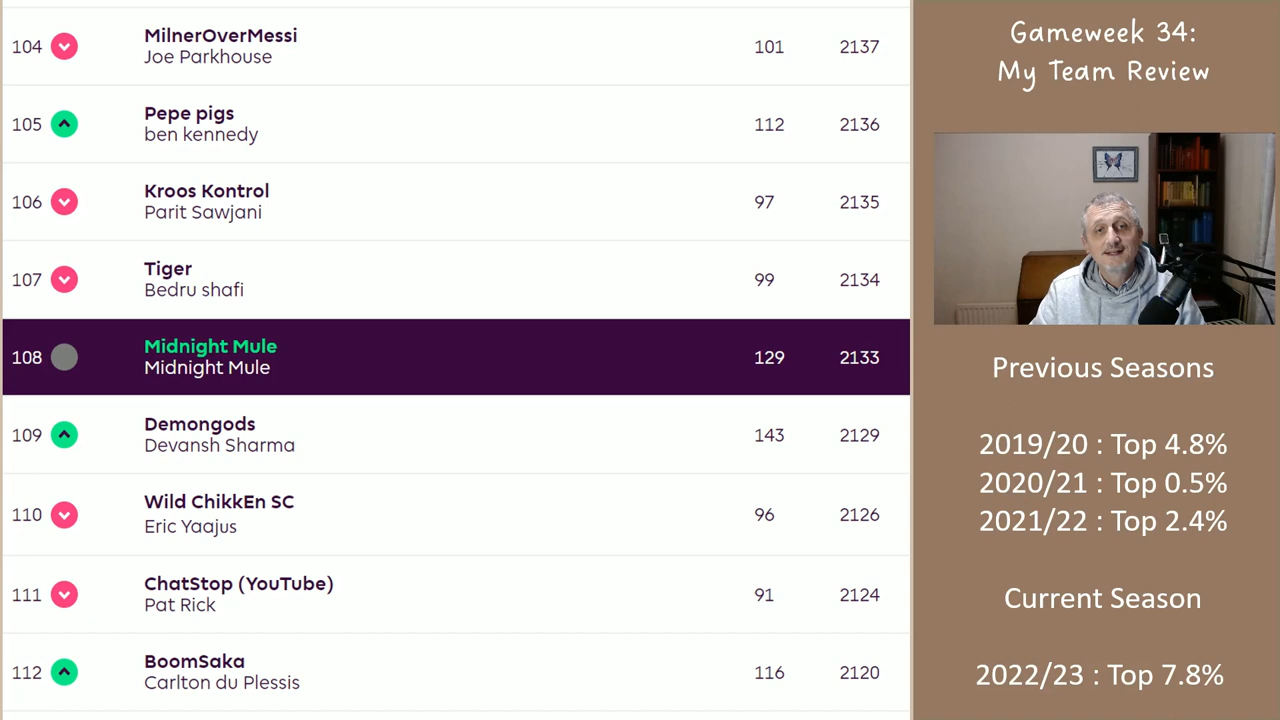 104 MilnerOverMessi 101 2137
Joe Parkhouse
105 Pepe pigs 112 2136
ben kennedy
106 Kroos Kontrol 97 2135
Parit Sawjani
107 Tiger 99 2134
Bedru shafi
108 Midnight Mule 129 2133
Midnight Mule
109 Demongods 143 2129
Devansh Sharma
110 Wild ChikkEn SC 96 2126
Eric Yaajus
111 ChatStop (YouTube) 91 2124
Pat Rick
112 BoomSaka 116 2120
Carlton du Plessis
Gameweek 34:
My Team Review
Previous Seasons
2019/20 : Top 4.8%
2020/21 : Top 0.5%
2021/22 : Top 2.4%
Current Season
2022/23 : Top 7.8%